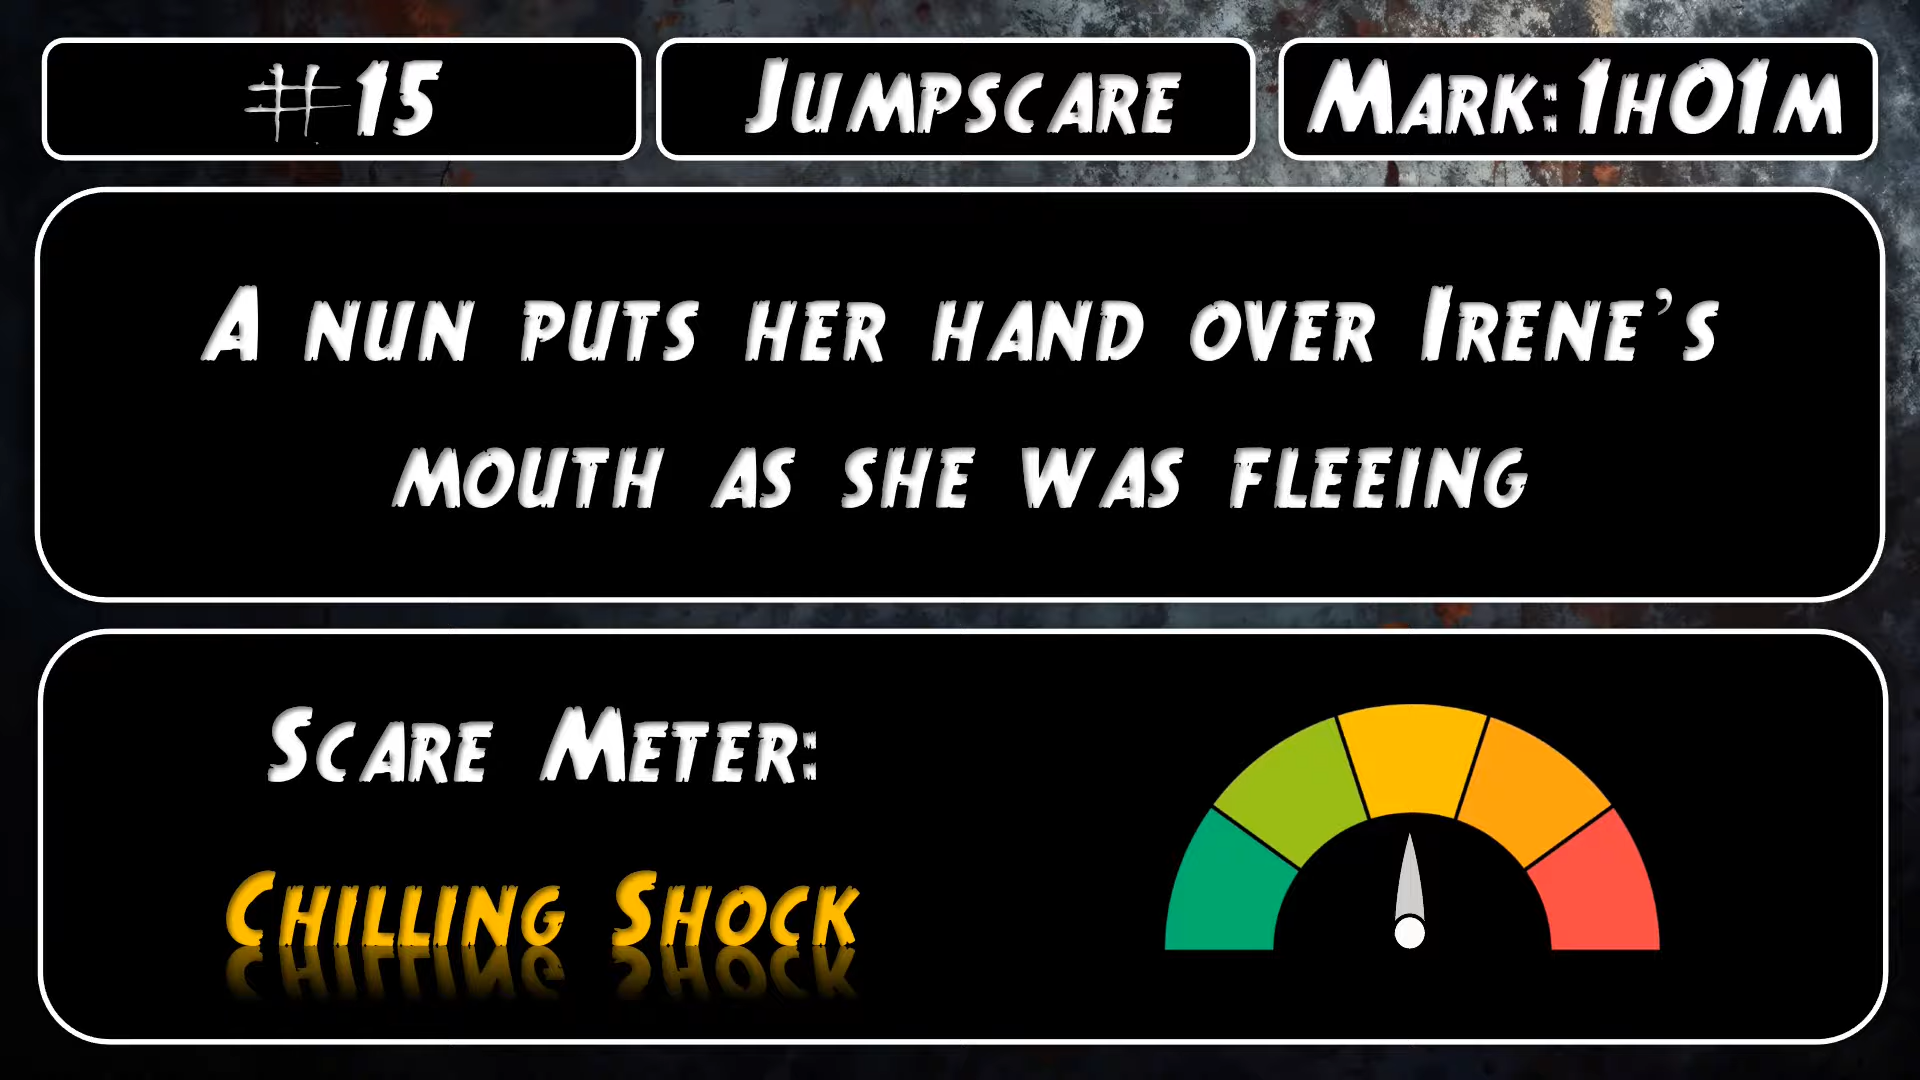 #15
Jumpscare
Mark:1h01m
A nun puts her hand over Irene’s
mouth as she was fleeing
Scare Meter:
Chilling Shock